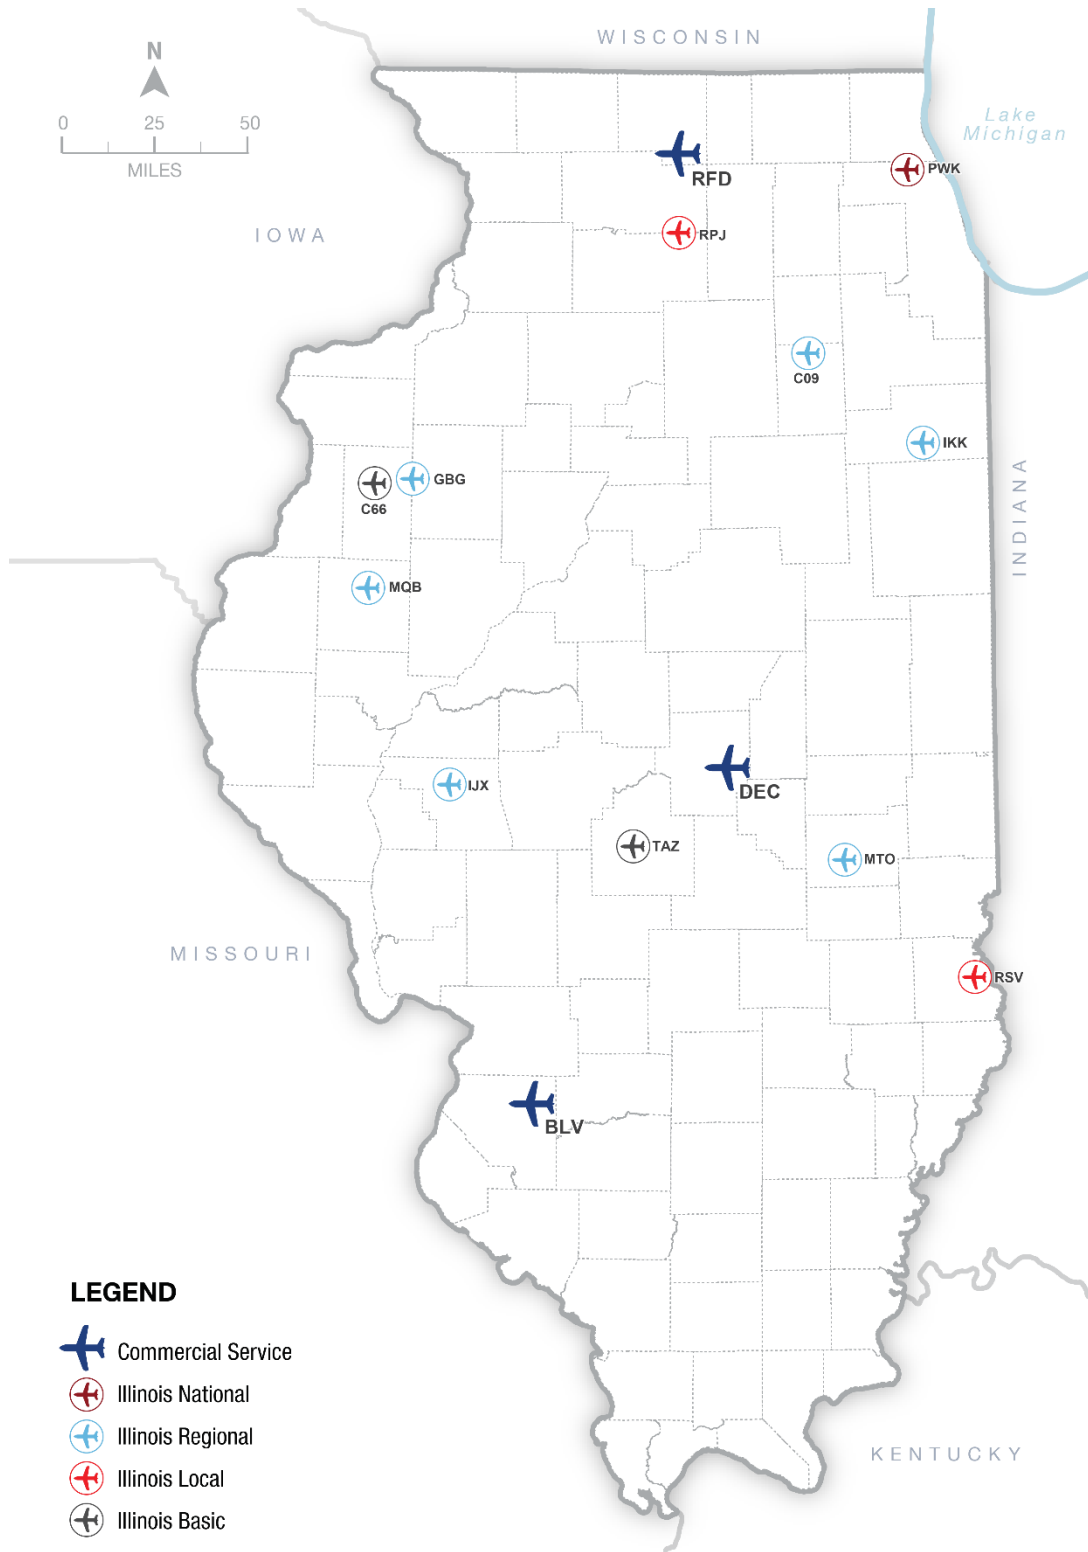 WISCONSIN
N
0 25 50
MILES
Lake
Michigan
IOWA
RFD
PWK
RPJ
C09
IKK
GBG
C66
INDIANA
MQB
IJX
DEC
TAZ
MTO
MISSOURI
RSV
BLV
LEGEND
Commercial Service
Illinois National
Illinois Regional
Illinois Local
Illinois Basic
KENTUCKY